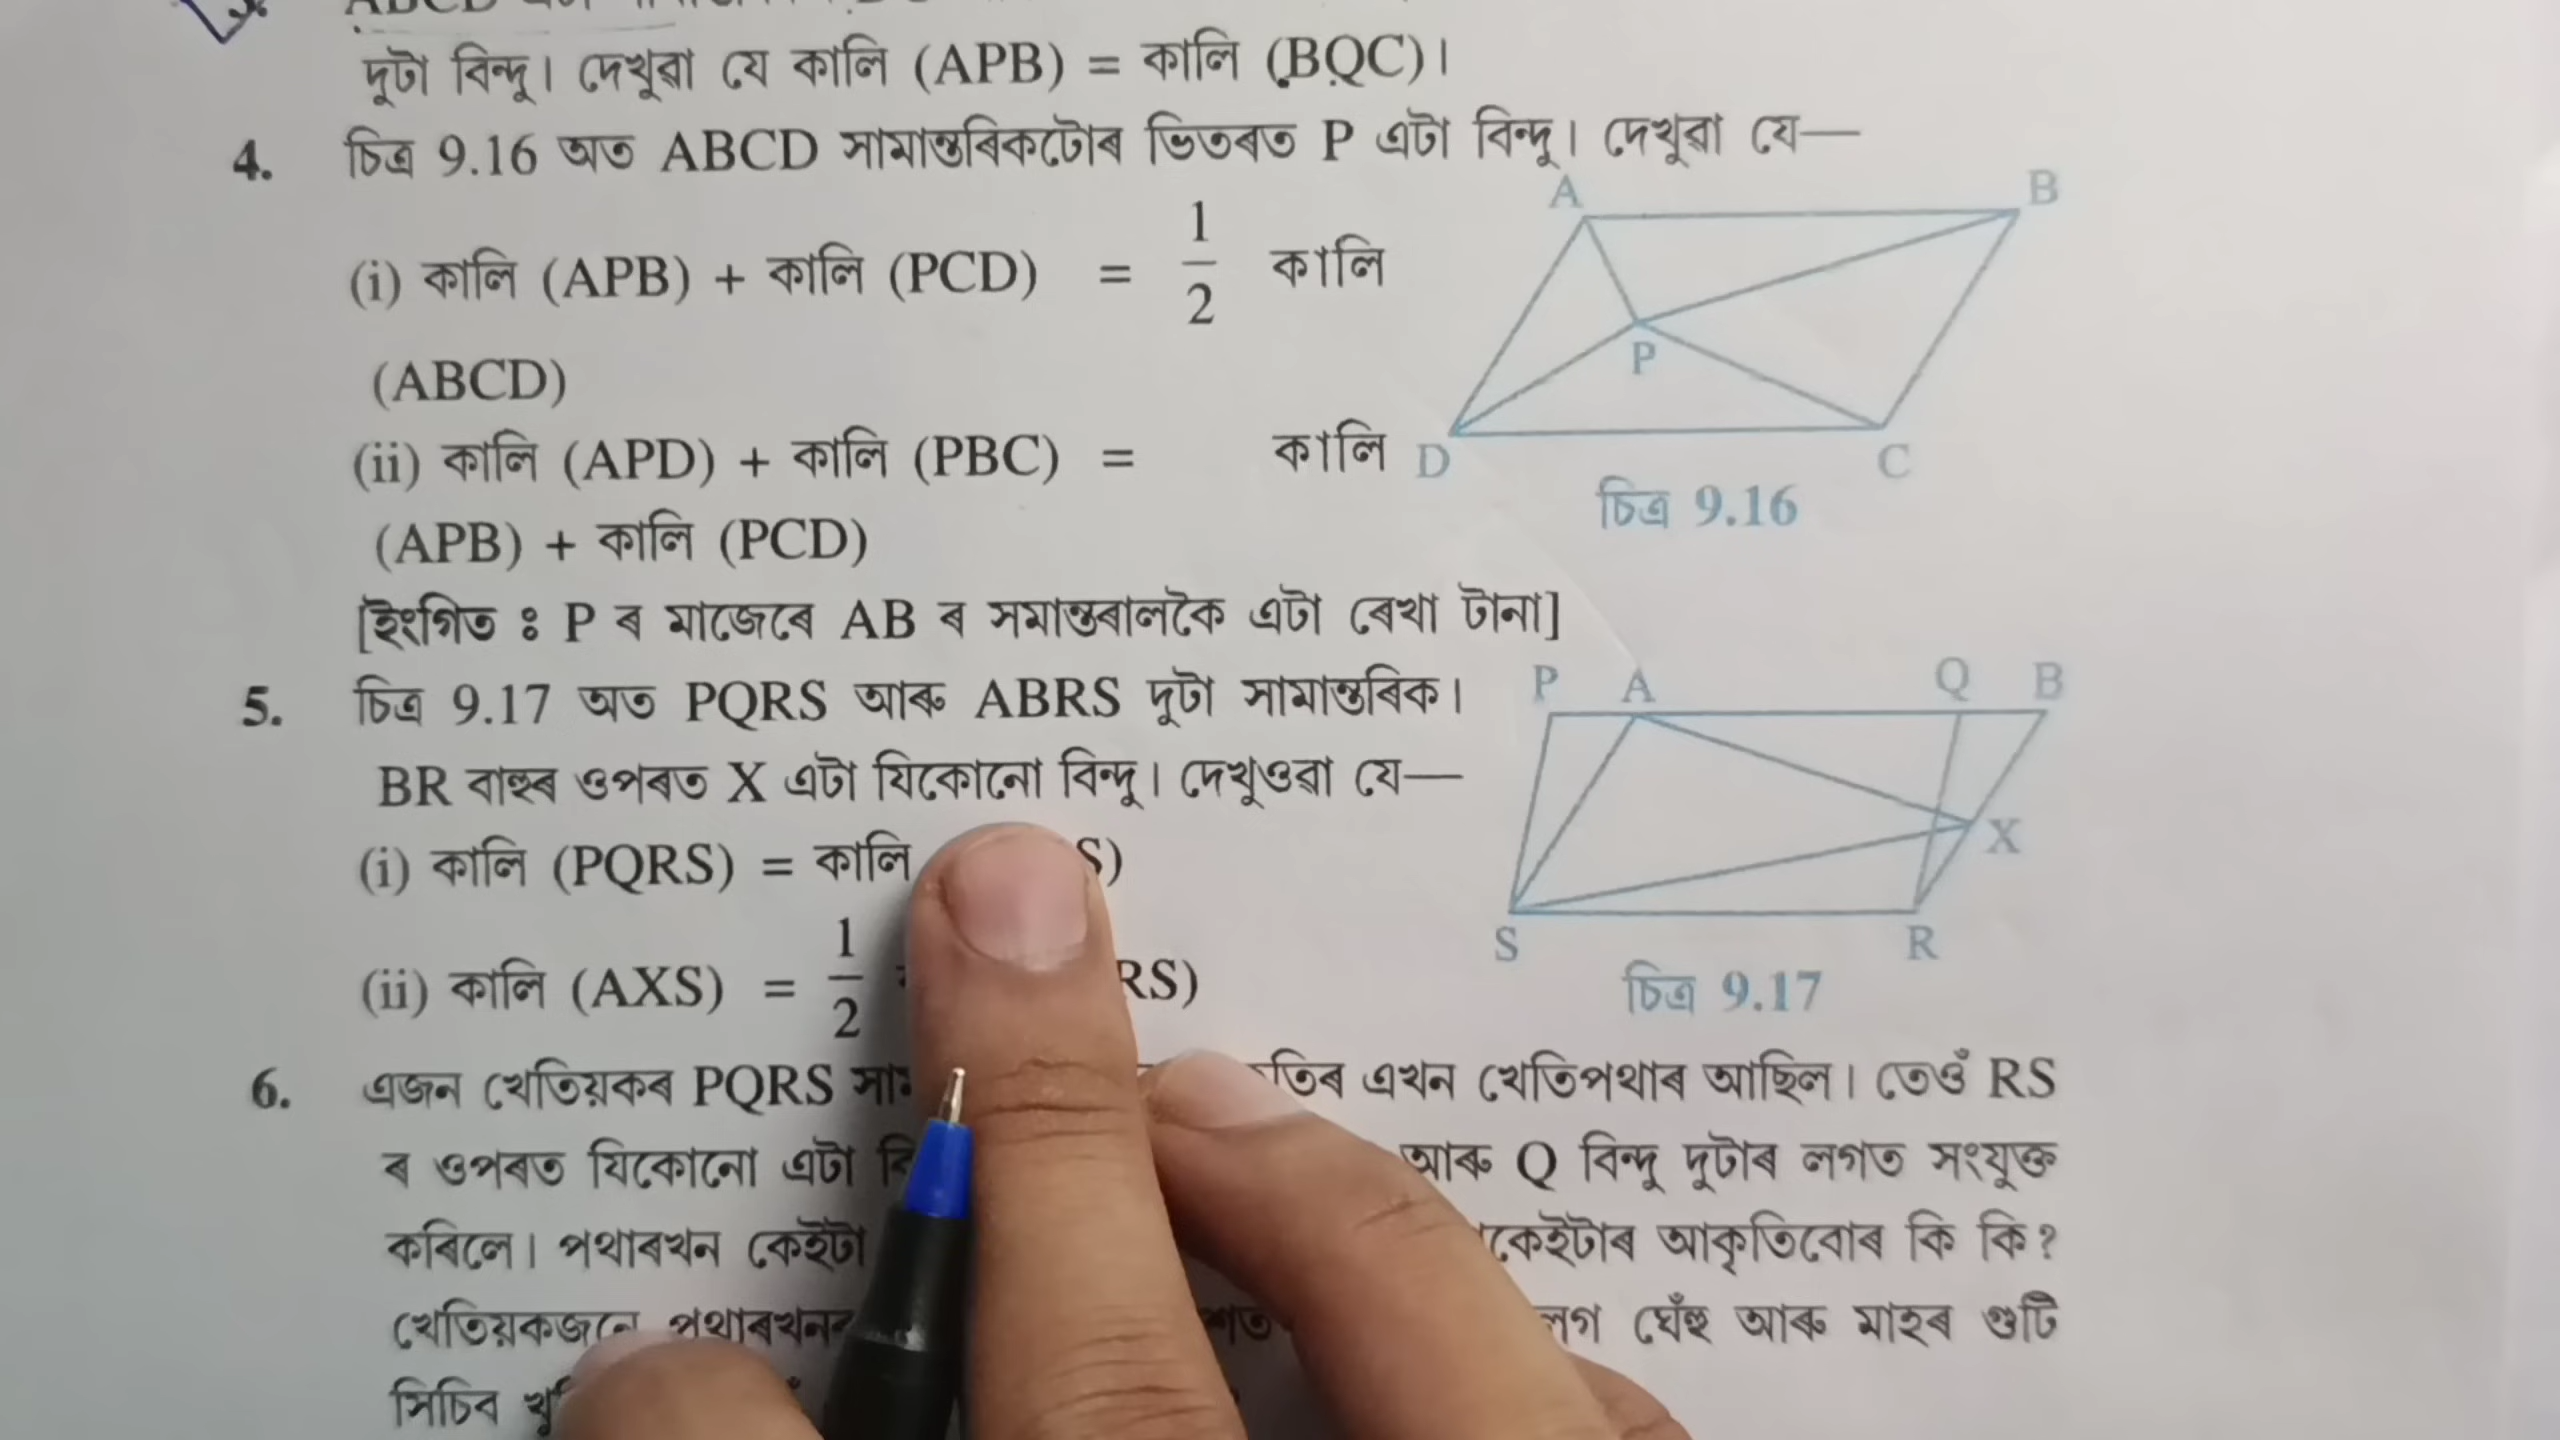 দুটা বিন্দু। দেখুৱা যে কালি (APB) = কালি (BQC)।
4. চিত্ৰ 9.16 অত ABCD সামান্তৰিকটোৰ ভিতৰত P এটা বিন্দু। দেখুৱা যে—
A B
(i) কালি (APB) + কালি (PCD) = 1/2 কালি
P
(ABCD)
(ii) কালি (APD) + কালি (PBC) = কালি
D C
চিত্ৰ 9.16
(APB) + কালি (PCD)
[ইংগিত ঃ P ৰ মাজেৰে AB ৰ সমান্তৰালকৈ এটা ৰেখা টানা]
5. চিত্ৰ 9.17 অত PQRS আৰু ABRS দুটা সামান্তৰিক।
P A Q B
BR বাহুৰ ওপৰত X এটা যিকোনো বিন্দু। দেখুওৱা যে—
X
(i) কালি (PQRS) = কালি S)
S R
(ii) কালি (AXS) = 1/2 RS)
চিত্ৰ 9.17
6. এজন খেতিয়কৰ PQRS এখন খেতিপথাৰ আছিল। তেওঁ RS
ৰ ওপৰত যিকোনো এটা আৰু Q বিন্দু দুটাৰ লগত সংযুক্ত
কৰিলে। পথাৰখন কেইটা আকৃতিবোৰ কি কি?
খেতিয়কজনে লগ ঘেঁহু আৰু মাহৰ গুটি
সিচিব